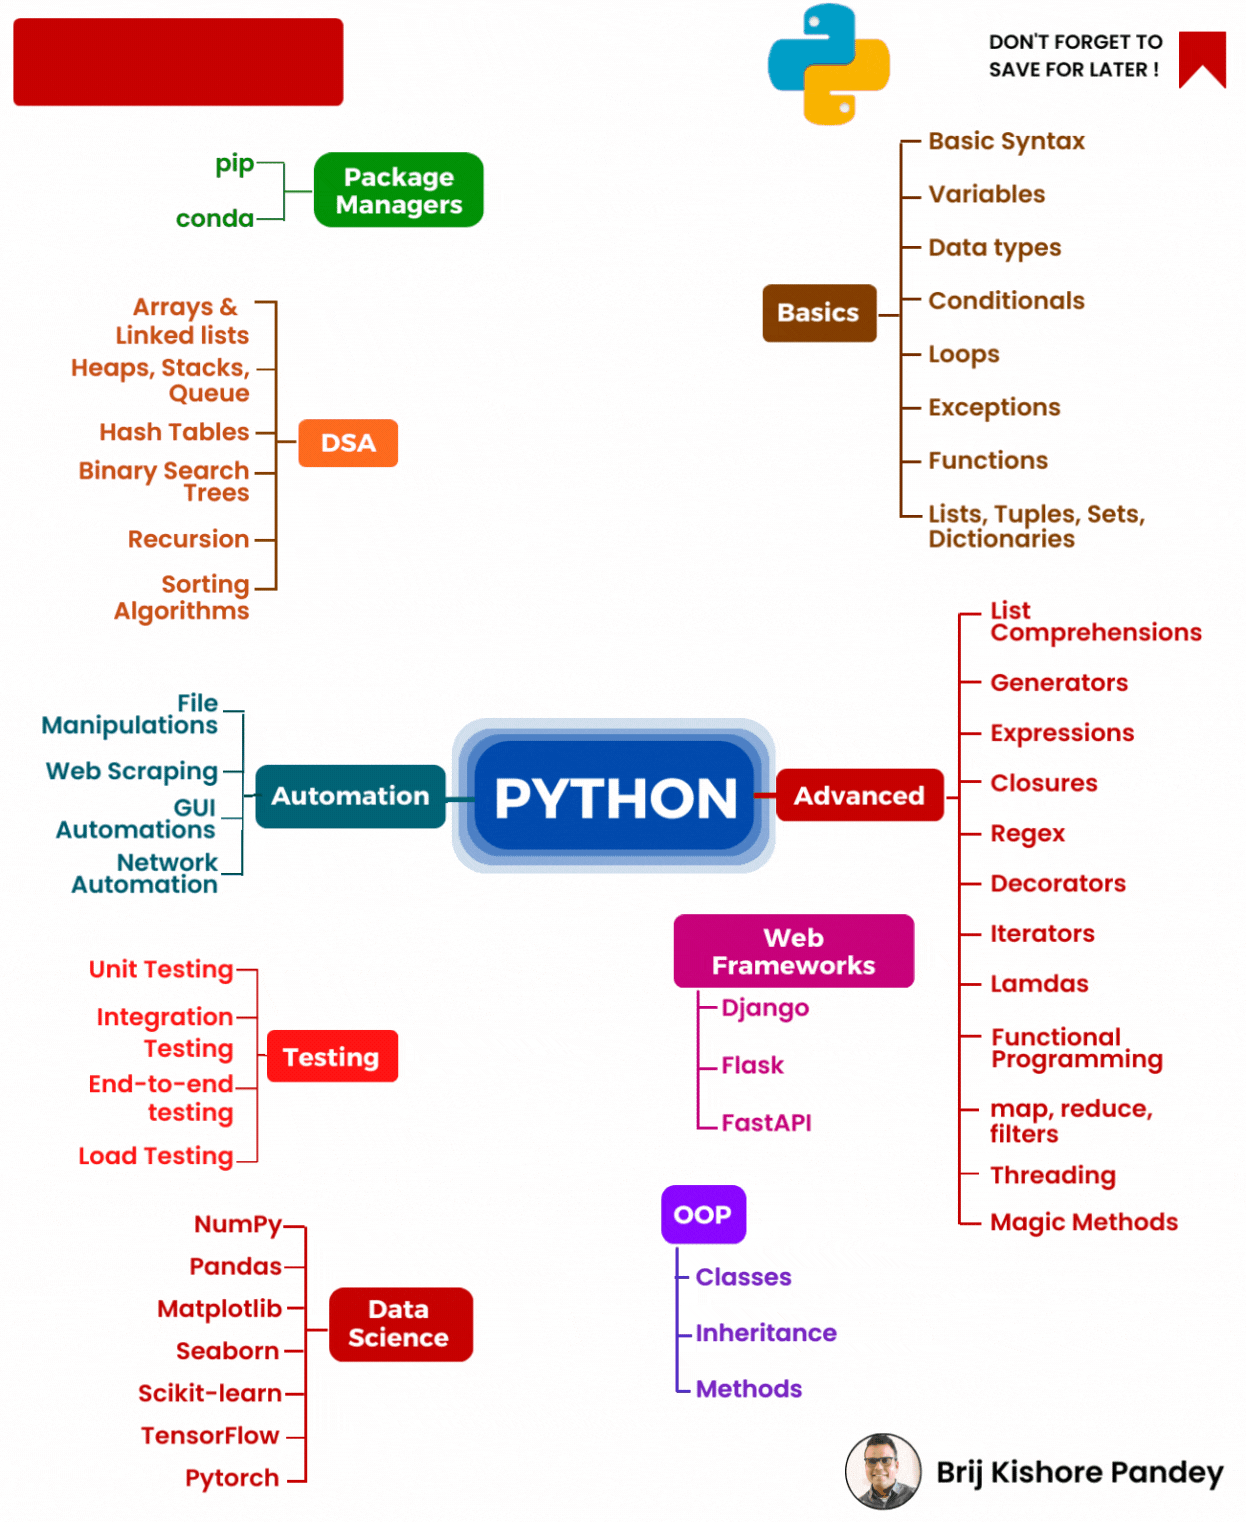 DON'T FORGET TO
SAVE FOR LATER !
pip
conda
Package
Managers
Arrays &
Linked lists
Heaps, Stacks,
Queue
Hash Tables
Binary Search
Trees
Recursion
Sorting
Algorithms
DSA
Basics
Basic Syntax
Variables
Data types
Conditionals
Loops
Exceptions
Functions
Lists, Tuples, Sets,
Dictionaries
File
Manipulations
Web Scraping
GUI
Automations
Network
Automation
Automation
PYTHON
Advanced
List
Comprehensions
Generators
Expressions
Closures
Regex
Decorators
Iterators
Lamdas
Functional
Programming
map, reduce,
filters
Threading
Magic Methods
Web
Frameworks
Django
Flask
FastAPI
Unit Testing
Integration
Testing
End-to-end
testing
Load Testing
Testing
OOP
Classes
Inheritance
Methods
NumPy
Pandas
Matplotlib
Seaborn
Scikit-learn
TensorFlow
Pytorch
Data
Science
Brij Kishore Pandey